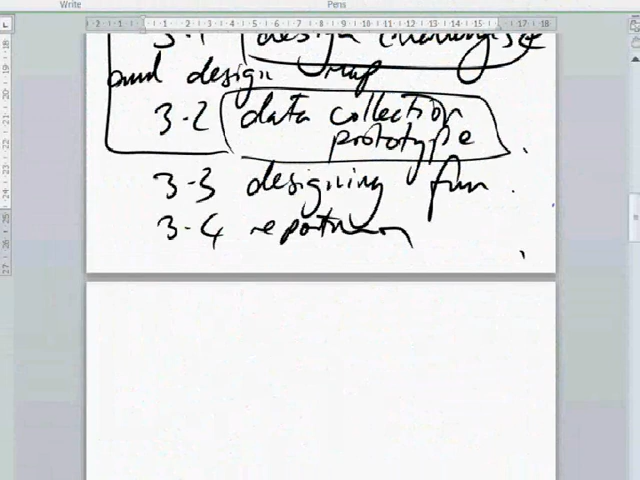 Write Pens
3-1 design challenge
and design map
3-2 data collection
prototype
3-3 designing fun
3-4